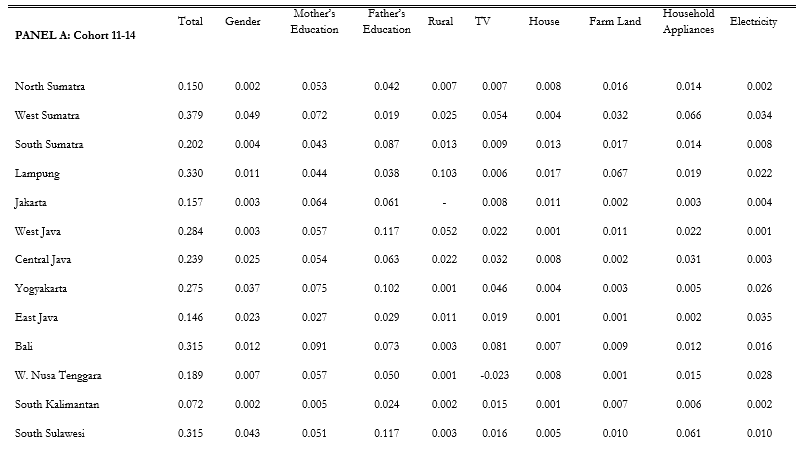 Total Gender Mother's Education Father's Education Rural TV House Farm Land Household Appliances Electricity
PANEL A: Cohort 11-14
North Sumatra 0.150 0.002 0.053 0.042 0.007 0.007 0.008 0.016 0.014 0.002
West Sumatra 0.379 0.049 0.072 0.019 0.025 0.054 0.004 0.032 0.066 0.034
South Sumatra 0.202 0.004 0.043 0.087 0.013 0.009 0.013 0.017 0.014 0.008
Lampung 0.330 0.011 0.044 0.038 0.103 0.006 0.017 0.067 0.019 0.022
Jakarta 0.157 0.003 0.064 0.061 - 0.008 0.011 0.002 0.003 0.004
West Java 0.284 0.003 0.057 0.117 0.052 0.022 0.001 0.011 0.022 0.001
Central Java 0.239 0.025 0.054 0.063 0.022 0.032 0.008 0.002 0.031 0.003
Yogyakarta 0.275 0.037 0.075 0.102 0.001 0.046 0.004 0.003 0.005 0.026
East Java 0.146 0.023 0.027 0.029 0.011 0.019 0.001 0.001 0.002 0.035
Bali 0.315 0.012 0.091 0.073 0.003 0.081 0.007 0.009 0.012 0.016
W. Nusa Tenggara 0.189 0.007 0.057 0.050 0.001 -0.023 0.008 0.001 0.015 0.028
South Kalimantan 0.072 0.002 0.005 0.024 0.002 0.015 0.001 0.007 0.006 0.002
South Sulawesi 0.315 0.043 0.051 0.117 0.003 0.016 0.005 0.010 0.061 0.010